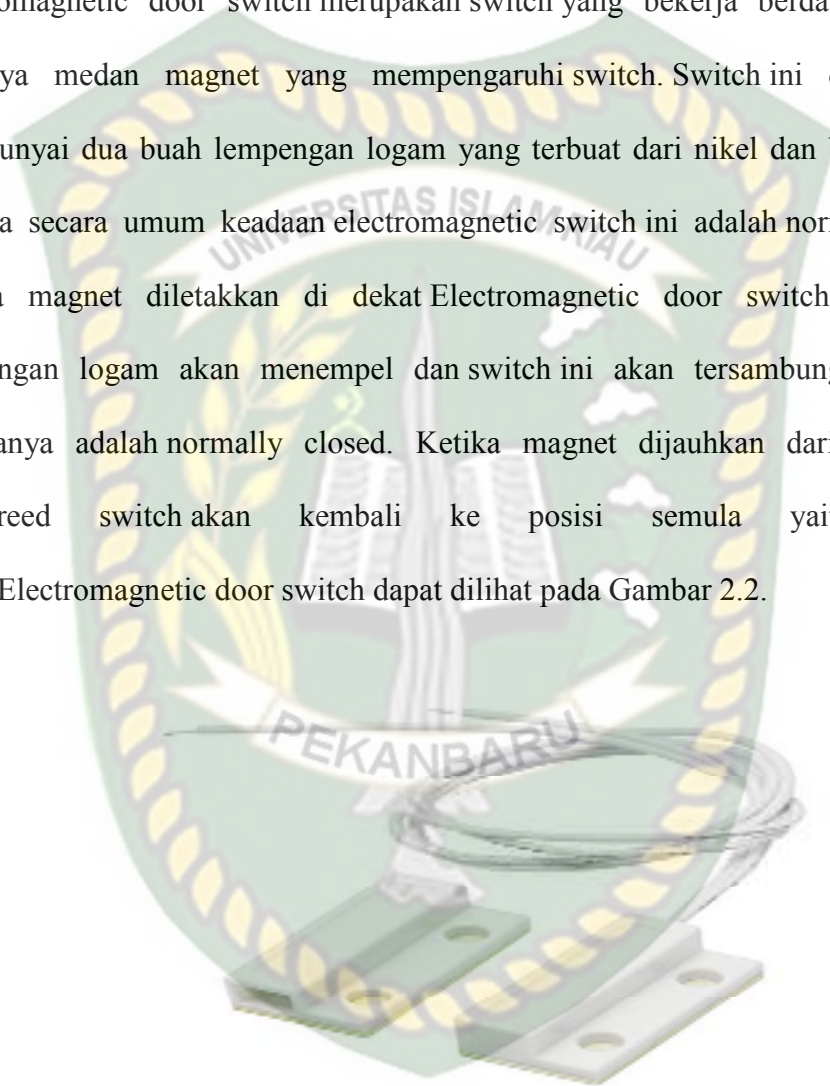 omagnetic door switch merupakan switch yang bekerja berda
ya medan magnet yang mempengaruhi switch. Switch ini
unyai dua buah lempengan logam yang terbuat dari nikel dan
a secara umum keadaan electromagnetic switch ini adalah nor
magnet diletakkan di dekat Electromagnetic door switch
ngan logam akan menempel dan switch ini akan tersambung
anya adalah normally closed. Ketika magnet dijauhkan dari
reed switch akan kembali ke posisi semula yai
Electromagnetic door switch dapat dilihat pada Gambar 2.2.
UNIVERSITAS ISLAM RIAU
PEKANBARU